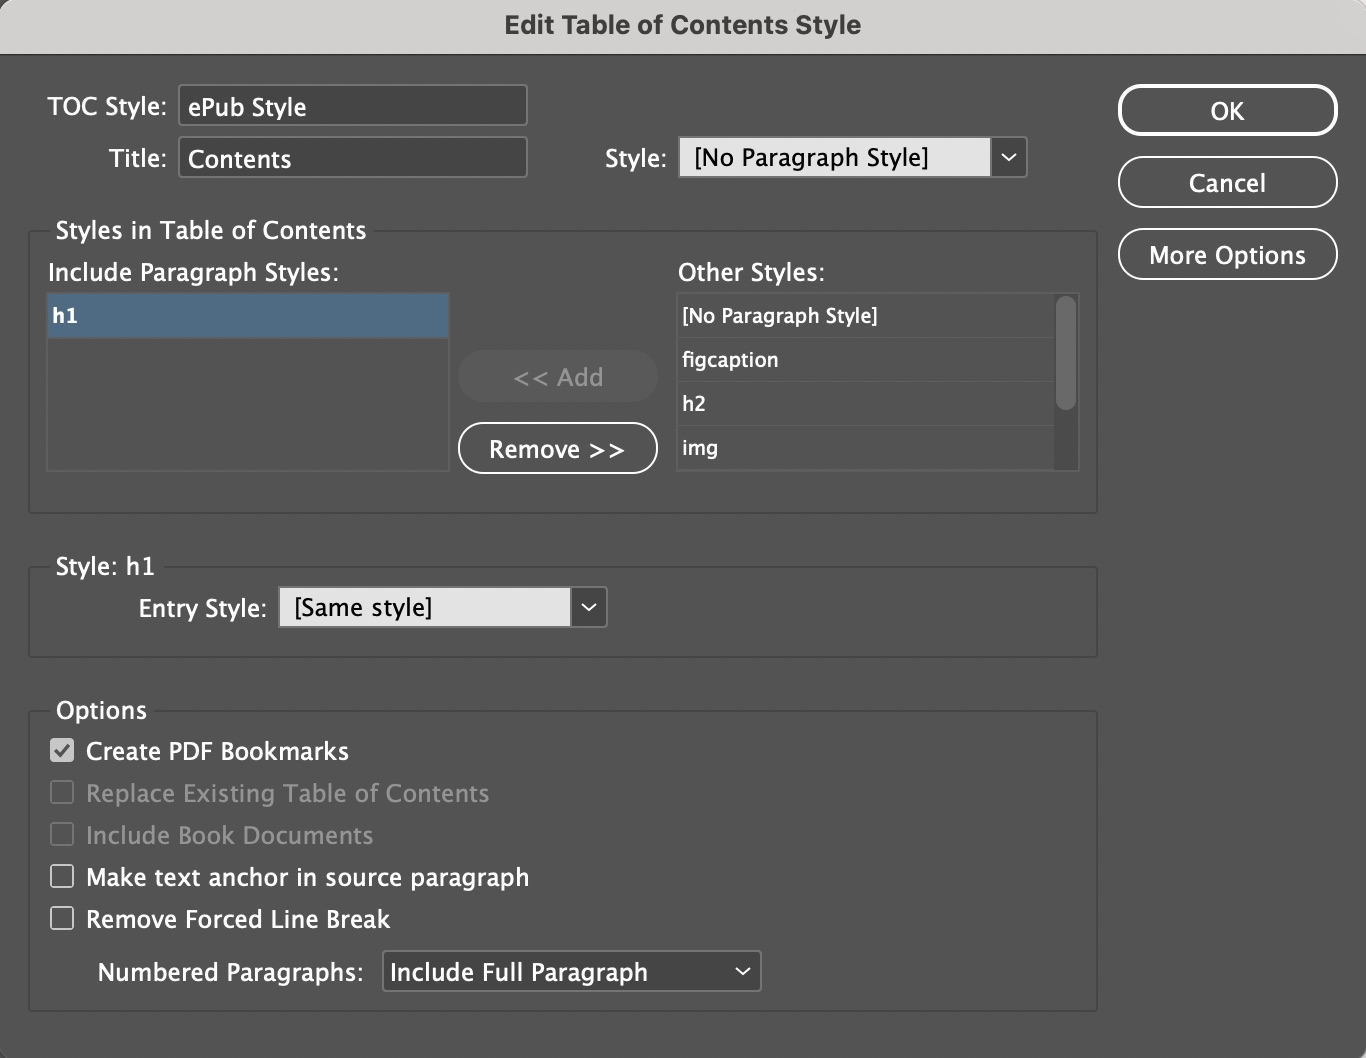 Edit Table of Contents Style
TOC Style: ePub Style
OK
Title: Contents Style: [No Paragraph Style]
Cancel
Styles in Table of Contents
More Options
Include Paragraph Styles: Other Styles:
h1 [No Paragraph Style]
figcaption
<< Add
h2
Remove >> img
Style: h1
Entry Style: [Same style]
Options
Create PDF Bookmarks
Replace Existing Table of Contents
Include Book Documents
Make text anchor in source paragraph
Remove Forced Line Break
Numbered Paragraphs: Include Full Paragraph